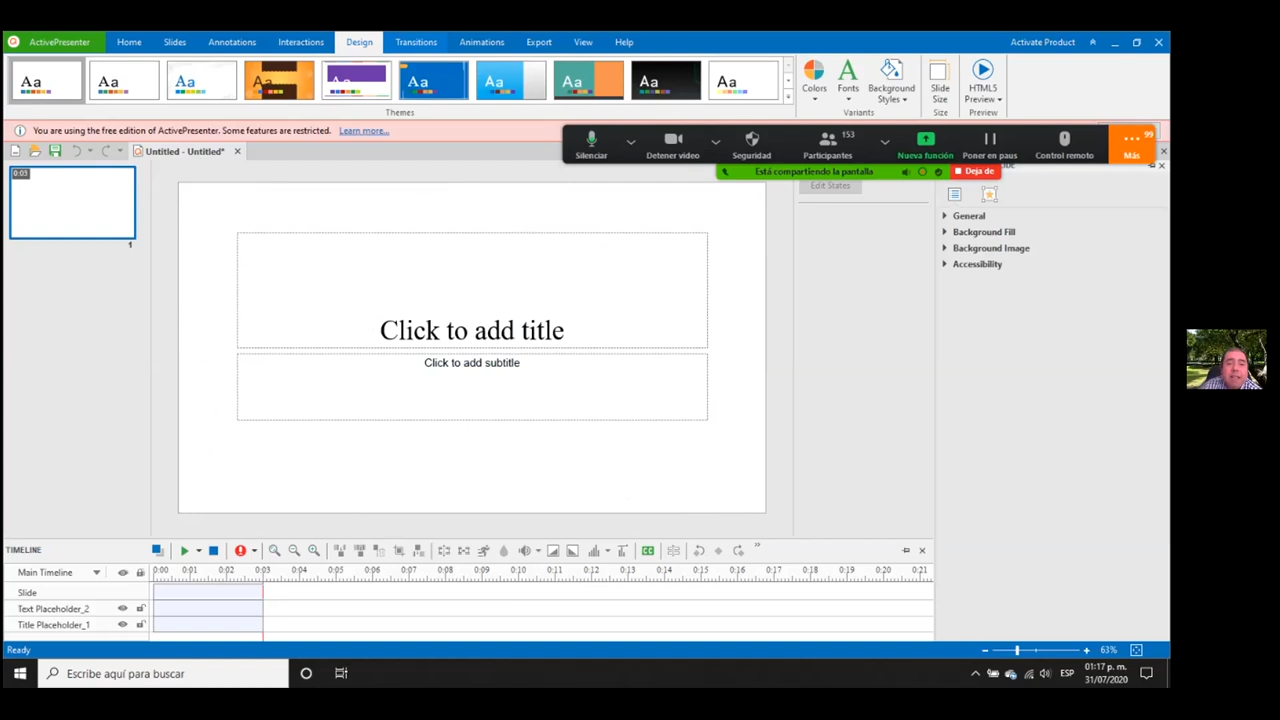 ActivePresenter Home Slides Annotations Interactions Design Transitions Animations Export View Help Activate Product
Aa Aa Aa Aa Aa Aa Aa Aa Aa Aa
Colors Fonts Background Styles Slide Size HTML5 Preview
Themes Variants Size Preview
You are using the free edition of ActivePresenter. Some features are restricted. Learn more...
153 99
Silenciar Detener video Seguridad Participantes Nueva función Poner en paus Control remoto Más
Untitled - Untitled*
Está compartiendo la pantalla Deja de
0:03
Edit States
1
General
Background Fill
Background Image
Accessibility
Click to add title
Click to add subtitle
TIMELINE
Main Timeline 0:00 0:01 0:02 0:03 0:04 0:05 0:06 0:07 0:08 0:09 0:10 0:11 0:12 0:13 0:14 0:15 0:16 0:17 0:18 0:19 0:20 0:21
Slide
Text Placeholder_2
Title Placeholder_1
Ready 63%
Escribe aquí para buscar ESP 01:17 p. m.
31/07/2020